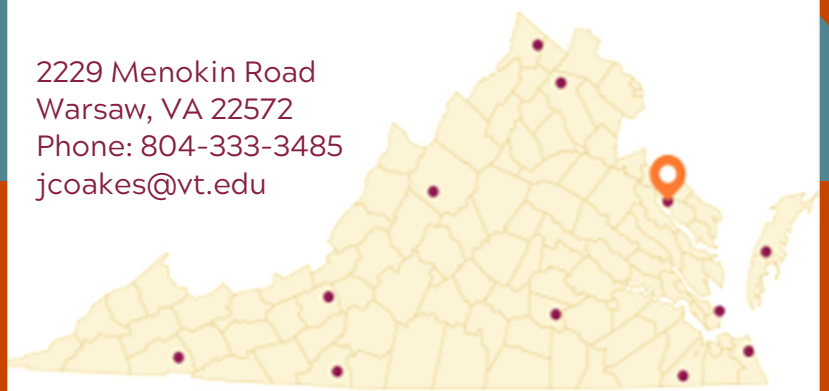 2229 Menokin Road
Warsaw, VA 22572
Phone: 804-333-3485
jcoakes@vt.edu